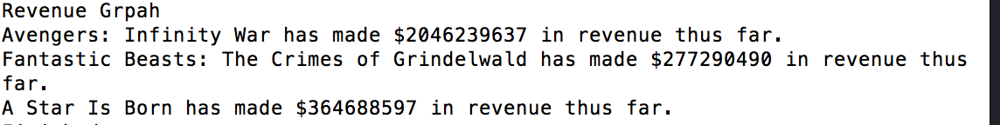 Revenue Grpah
Avengers: Infinity War has made $2046239637 in revenue thus far.
Fantastic Beasts: The Crimes of Grindelwald has made $277290490 in revenue thus
far.
A Star Is Born has made $364688597 in revenue thus far.